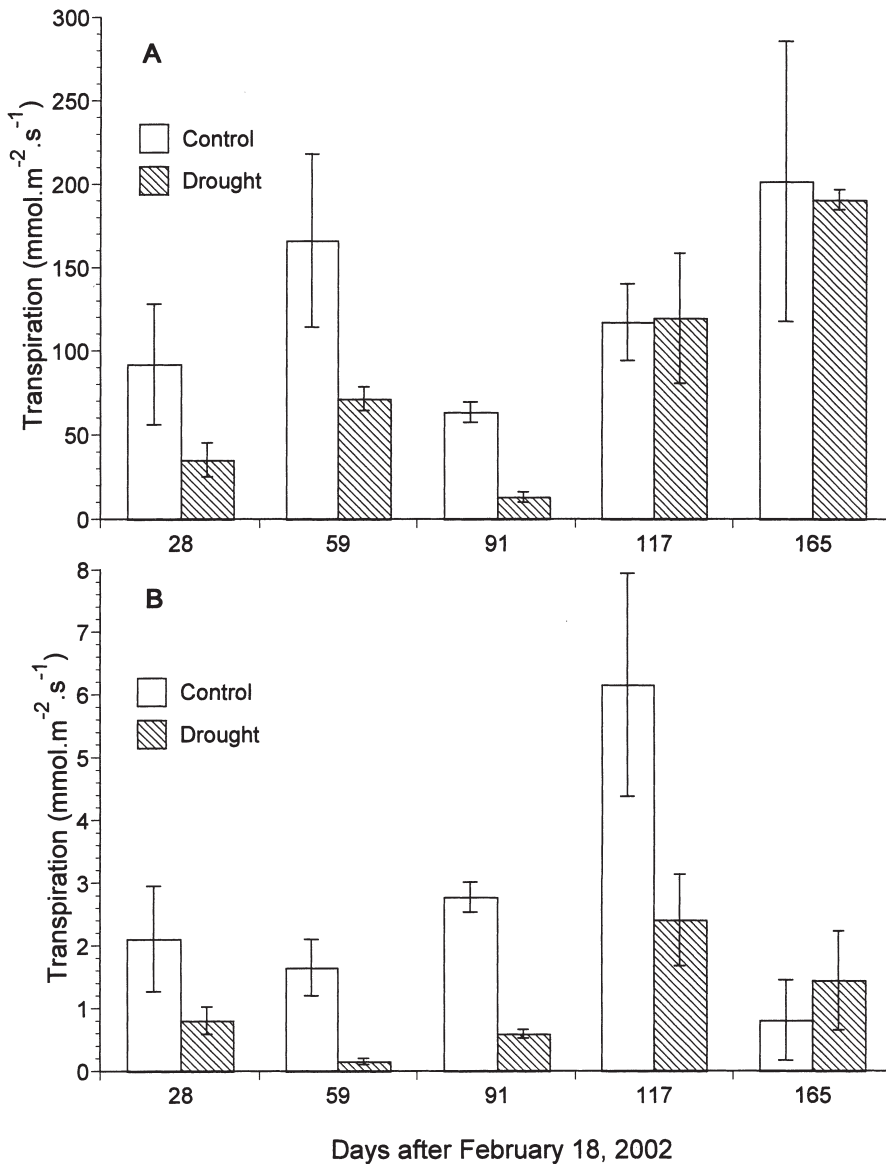 A
Control
Drought
Transpiration (mmol.m-2.s-1)
300
250
200
150
100
50
0
28 59 91 117 165
B
Control
Drought
Transpiration (mmol.m-2.s-1)
8
7
6
5
4
3
2
1
0
28 59 91 117 165
Days after February 18, 2002